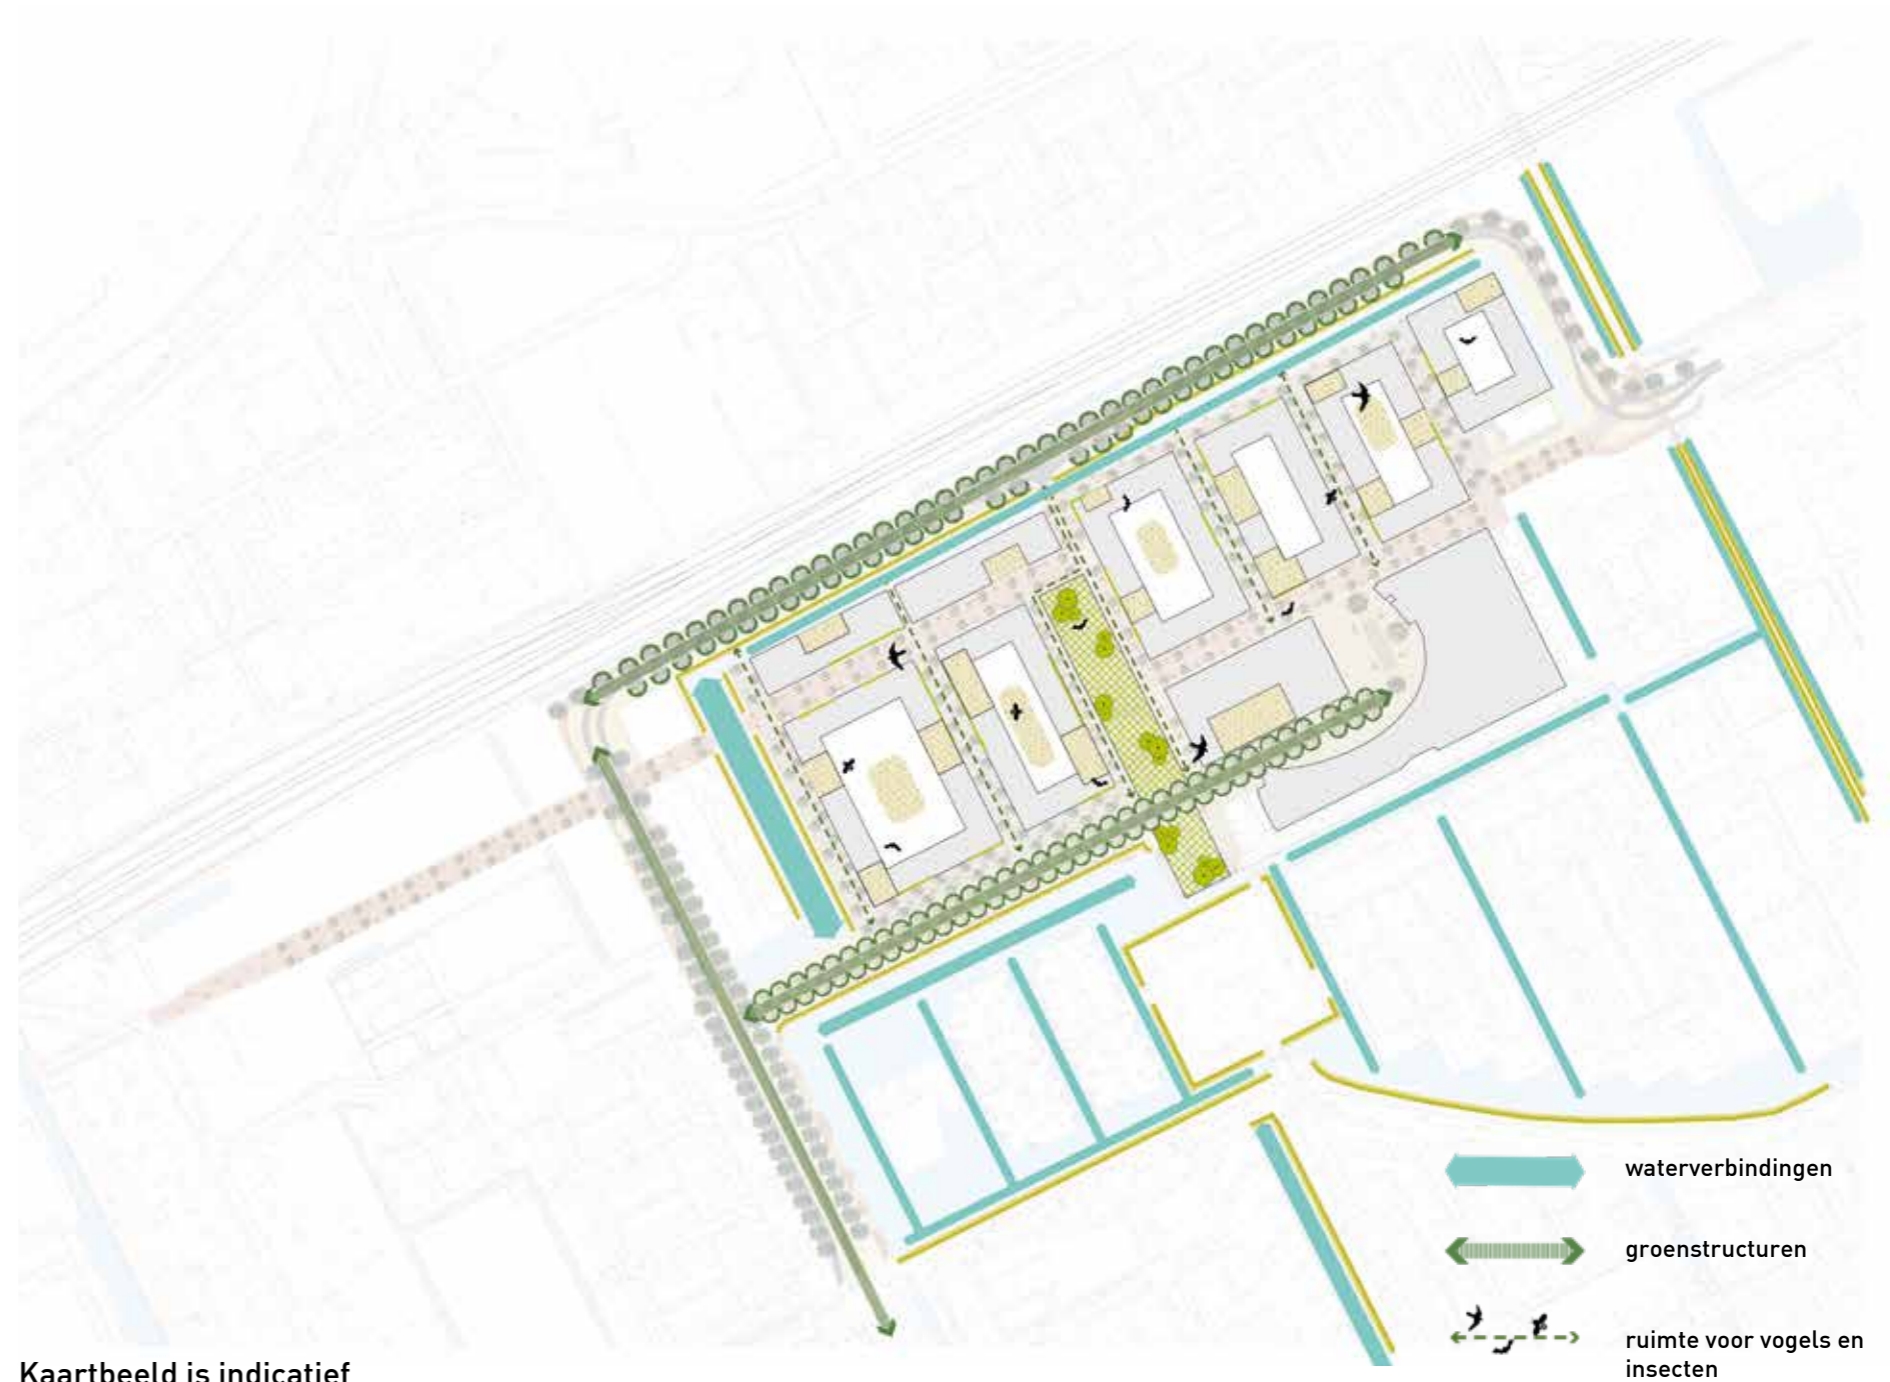 waterverbindingen
groenstructuren
ruimte voor vogels en
insecten
Kaartbeeld is indicatief